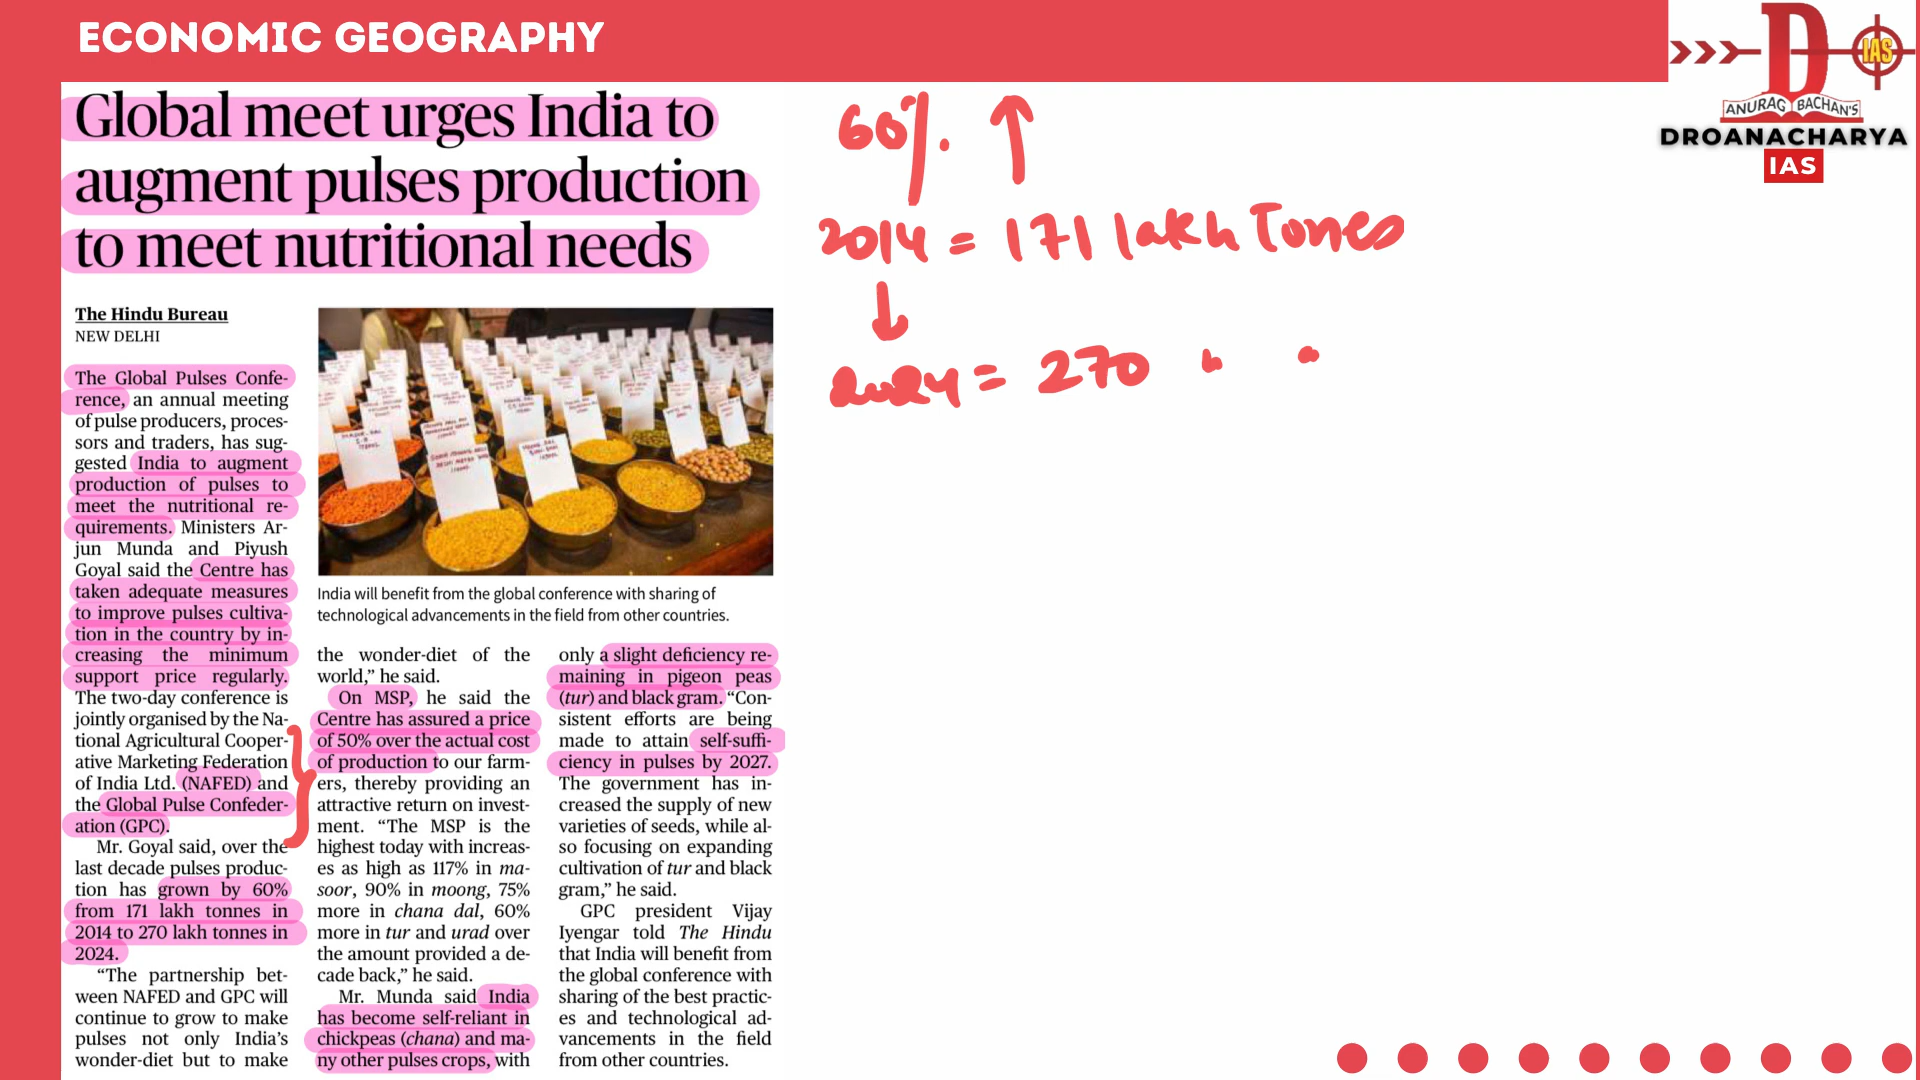 ECONOMIC GEOGRAPHY
IAS
ANURAG BACHAN'S
DROANACHARYA
IAS
Global meet urges India to
augment pulses production
to meet nutritional needs
The Hindu Bureau
NEW DELHI
The Global Pulses Confe-
rence, an annual meeting
of pulse producers, proces-
sors and traders, has sug-
gested India to augment
production of pulses to
meet the nutritional re-
quirements. Ministers Ar-
jun Munda and Piyush
Goyal said the Centre has
taken adequate measures
to improve pulses cultiva-
tion in the country by in-
creasing the minimum
support price regularly.
The two-day conference is
jointly organised by the Na-
tional Agricultural Cooper-
ative Marketing Federation
of India Ltd. (NAFED) and
the Global Pulse Confeder-
ation (GPC).
Mr. Goyal said, over the
last decade pulses produc-
tion has grown by 60%
from 171 lakh tonnes in
2014 to 270 lakh tonnes in
2024.
“The partnership bet-
ween NAFED and GPC will
continue to grow to make
pulses not only India’s
wonder-diet but to make
India will benefit from the global conference with sharing of
technological advancements in the field from other countries.
the wonder-diet of the
world,” he said.
On MSP, he said the
Centre has assured a price
of 50% over the actual cost
of production to our farm-
ers, thereby providing an
attractive return on invest-
ment. “The MSP is the
highest today with increas-
es as high as 117% in ma-
soor, 90% in moong, 75%
more in chana dal, 60%
more in tur and urad over
the amount provided a de-
cade back,” he said.
Mr. Munda said India
has become self-reliant in
chickpeas (chana) and ma-
ny other pulses crops, with
only a slight deficiency re-
maining in pigeon peas
(tur) and black gram. “Con-
sistent efforts are being
made to attain self-suffi-
ciency in pulses by 2027.
The government has in-
creased the supply of new
varieties of seeds, while al-
so focusing on expanding
cultivation of tur and black
gram,” he said.
GPC president Vijay
Iyengar told The Hindu
that India will benefit from
the global conference with
sharing of the best practic-
es and technological ad-
vancements in the field
from other countries.
60% ↑
2014 = 171 lakh Tones
↓
2024 = 270 " "